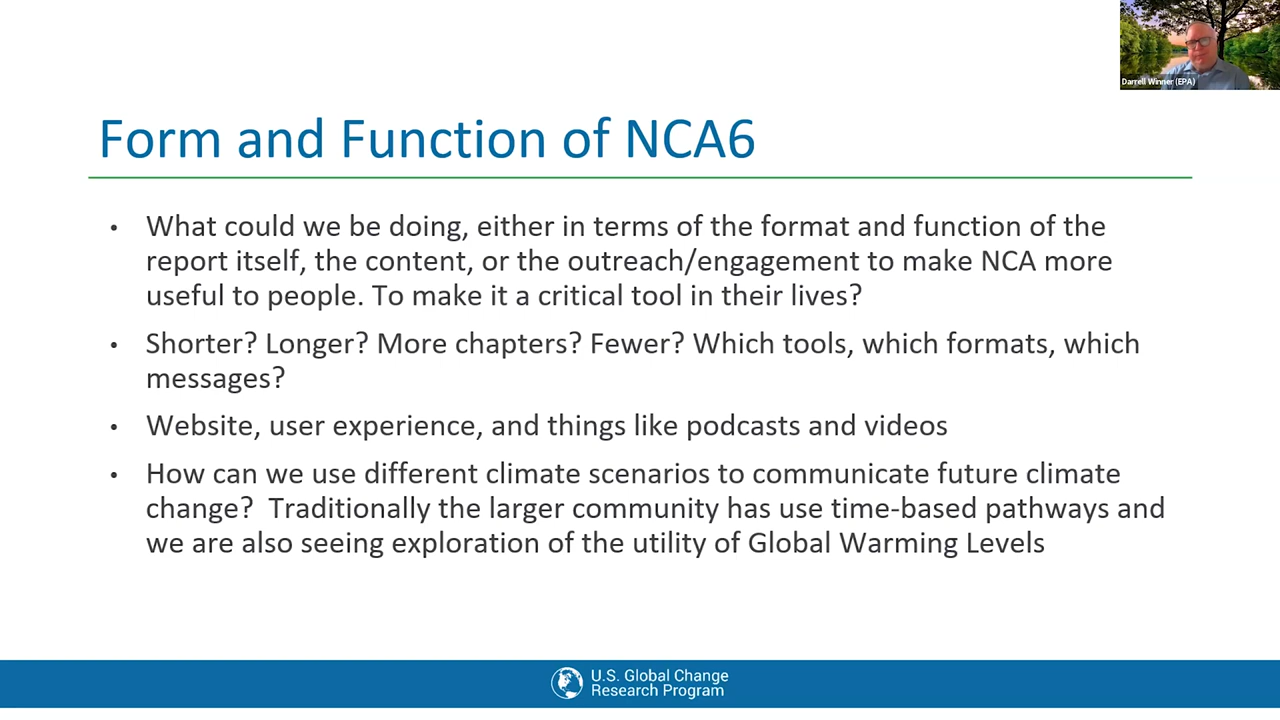 Darrell Winner (EPA)
Form and Function of NCA6
• What could we be doing, either in terms of the format and function of the
report itself, the content, or the outreach/engagement to make NCA more
useful to people. To make it a critical tool in their lives?
• Shorter? Longer? More chapters? Fewer? Which tools, which formats, which
messages?
• Website, user experience, and things like podcasts and videos
• How can we use different climate scenarios to communicate future climate
change?  Traditionally the larger community has use time-based pathways and
we are also seeing exploration of the utility of Global Warming Levels
U.S. Global Change
Research Program